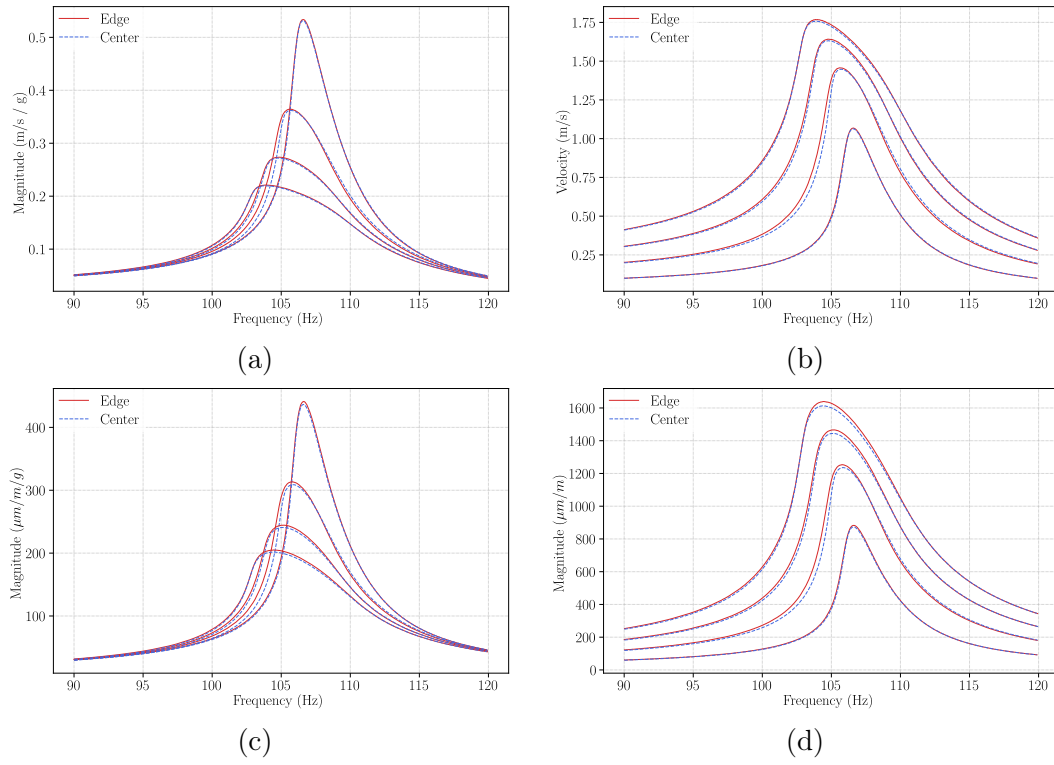 Edge
Center
Magnitude (m/s / g)
0.5
0.4
0.3
0.2
0.1
90 95 100 105 110 115 120
Frequency (Hz)
(a)
Edge
Center
Velocity (m/s)
1.75
1.50
1.25
1.00
0.75
0.50
0.25
90 95 100 105 110 115 120
Frequency (Hz)
(b)
Edge
Center
Magnitude (μm/m/g)
400
300
200
100
90 95 100 105 110 115 120
Frequency (Hz)
(c)
Edge
Center
Magnitude (μm/m)
1600
1400
1200
1000
800
600
400
200
0
90 95 100 105 110 115 120
Frequency (Hz)
(d)